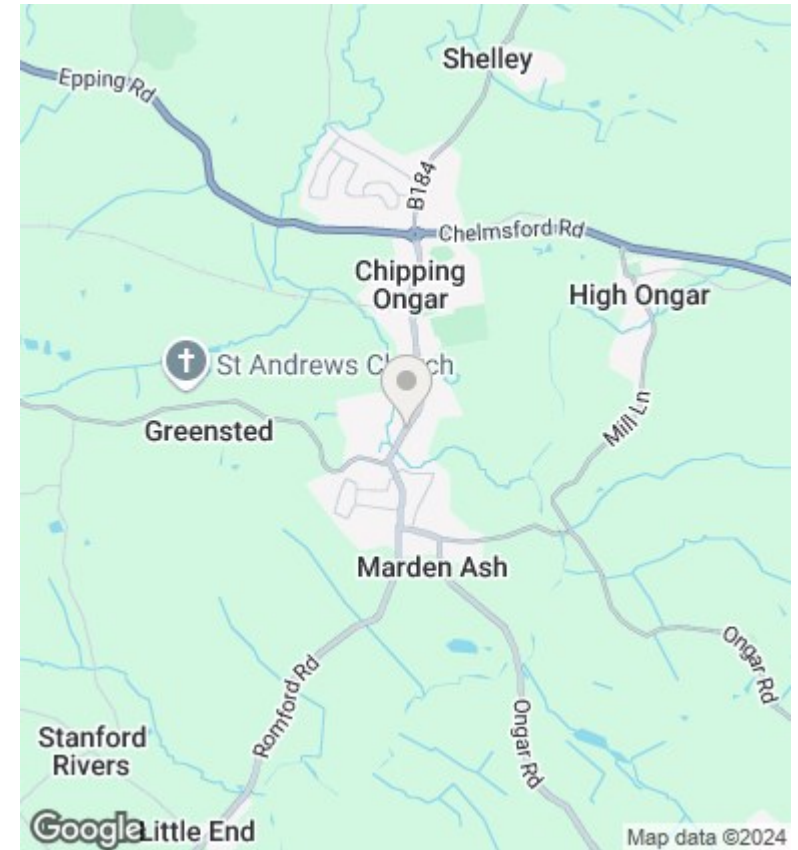 Shelley
Epping Rd
B184
Chelmsford Rd
Chipping
Ongar
High Ongar
St Andrews Church
Greensted
Mill Ln
Marden Ash
Ongar Rd
Romford Rd
Ongar Rd
Stanford
Rivers
Google
Little End
Map data ©2024